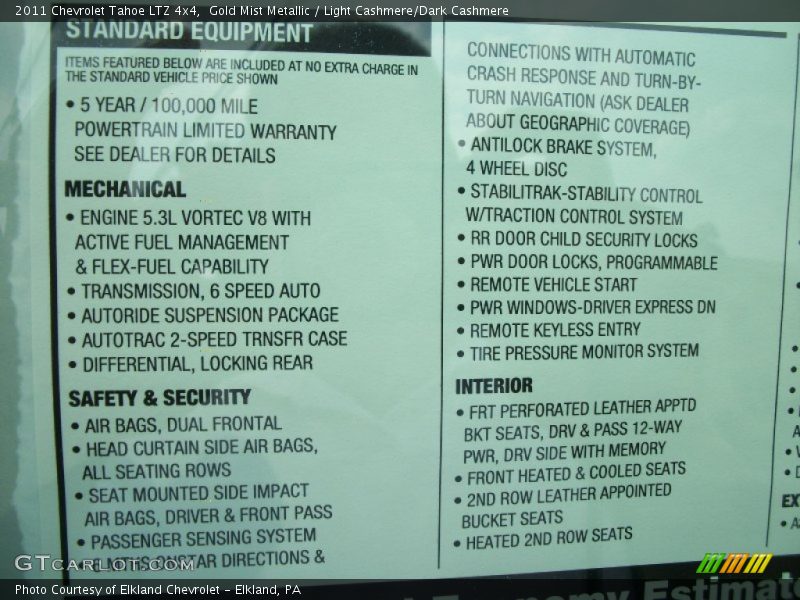 2011 Chevrolet Tahoe LTZ 4x4, Gold Mist Metallic / Light Cashmere/Dark Cashmere
STANDARD EQUIPMENT
ITEMS FEATURED BELOW ARE INCLUDED AT NO EXTRA CHARGE IN
THE STANDARD VEHICLE PRICE SHOWN
• 5 YEAR / 100,000 MILE
POWERTRAIN LIMITED WARRANTY
SEE DEALER FOR DETAILS
MECHANICAL
• ENGINE 5.3L VORTEC V8 WITH
ACTIVE FUEL MANAGEMENT
& FLEX-FUEL CAPABILITY
• TRANSMISSION, 6 SPEED AUTO
• AUTORIDE SUSPENSION PACKAGE
• AUTOTRAC 2-SPEED TRNSFR CASE
• DIFFERENTIAL, LOCKING REAR
SAFETY & SECURITY
• AIR BAGS, DUAL FRONTAL
• HEAD CURTAIN SIDE AIR BAGS,
ALL SEATING ROWS
• SEAT MOUNTED SIDE IMPACT
AIR BAGS, DRIVER & FRONT PASS
• PASSENGER SENSING SYSTEM
ONSTAR DIRECTIONS &
CONNECTIONS WITH AUTOMATIC
CRASH RESPONSE AND TURN-BY-
TURN NAVIGATION (ASK DEALER
ABOUT GEOGRAPHIC COVERAGE)
• ANTILOCK BRAKE SYSTEM,
4 WHEEL DISC
• STABILITRAK-STABILITY CONTROL
W/TRACTION CONTROL SYSTEM
• RR DOOR CHILD SECURITY LOCKS
• PWR DOOR LOCKS, PROGRAMMABLE
• REMOTE VEHICLE START
• PWR WINDOWS-DRIVER EXPRESS DN
• REMOTE KEYLESS ENTRY
• TIRE PRESSURE MONITOR SYSTEM
INTERIOR
• FRT PERFORATED LEATHER APPTD
BKT SEATS, DRV & PASS 12-WAY
PWR, DRV SIDE WITH MEMORY
• FRONT HEATED & COOLED SEATS
• 2ND ROW LEATHER APPOINTED
BUCKET SEATS
• HEATED 2ND ROW SEATS
EX
GTCARLOT.COM
Photo Courtesy of Elkland Chevrolet – Elkland, PA
Economy Estimat